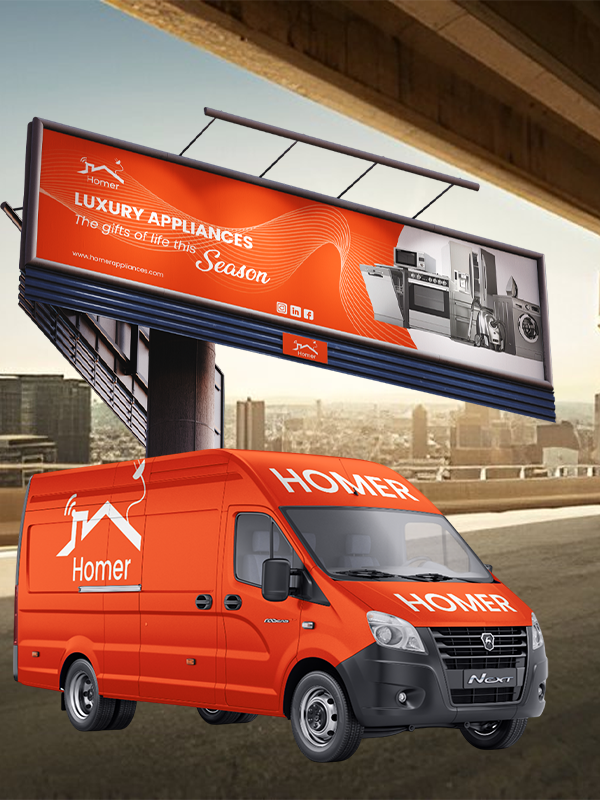 Homer
LUXURY APPLIANCES
The gifts of life this
Season
www.homerappliances.com
Homer
HOMER
Homer
HOMER
NEXT